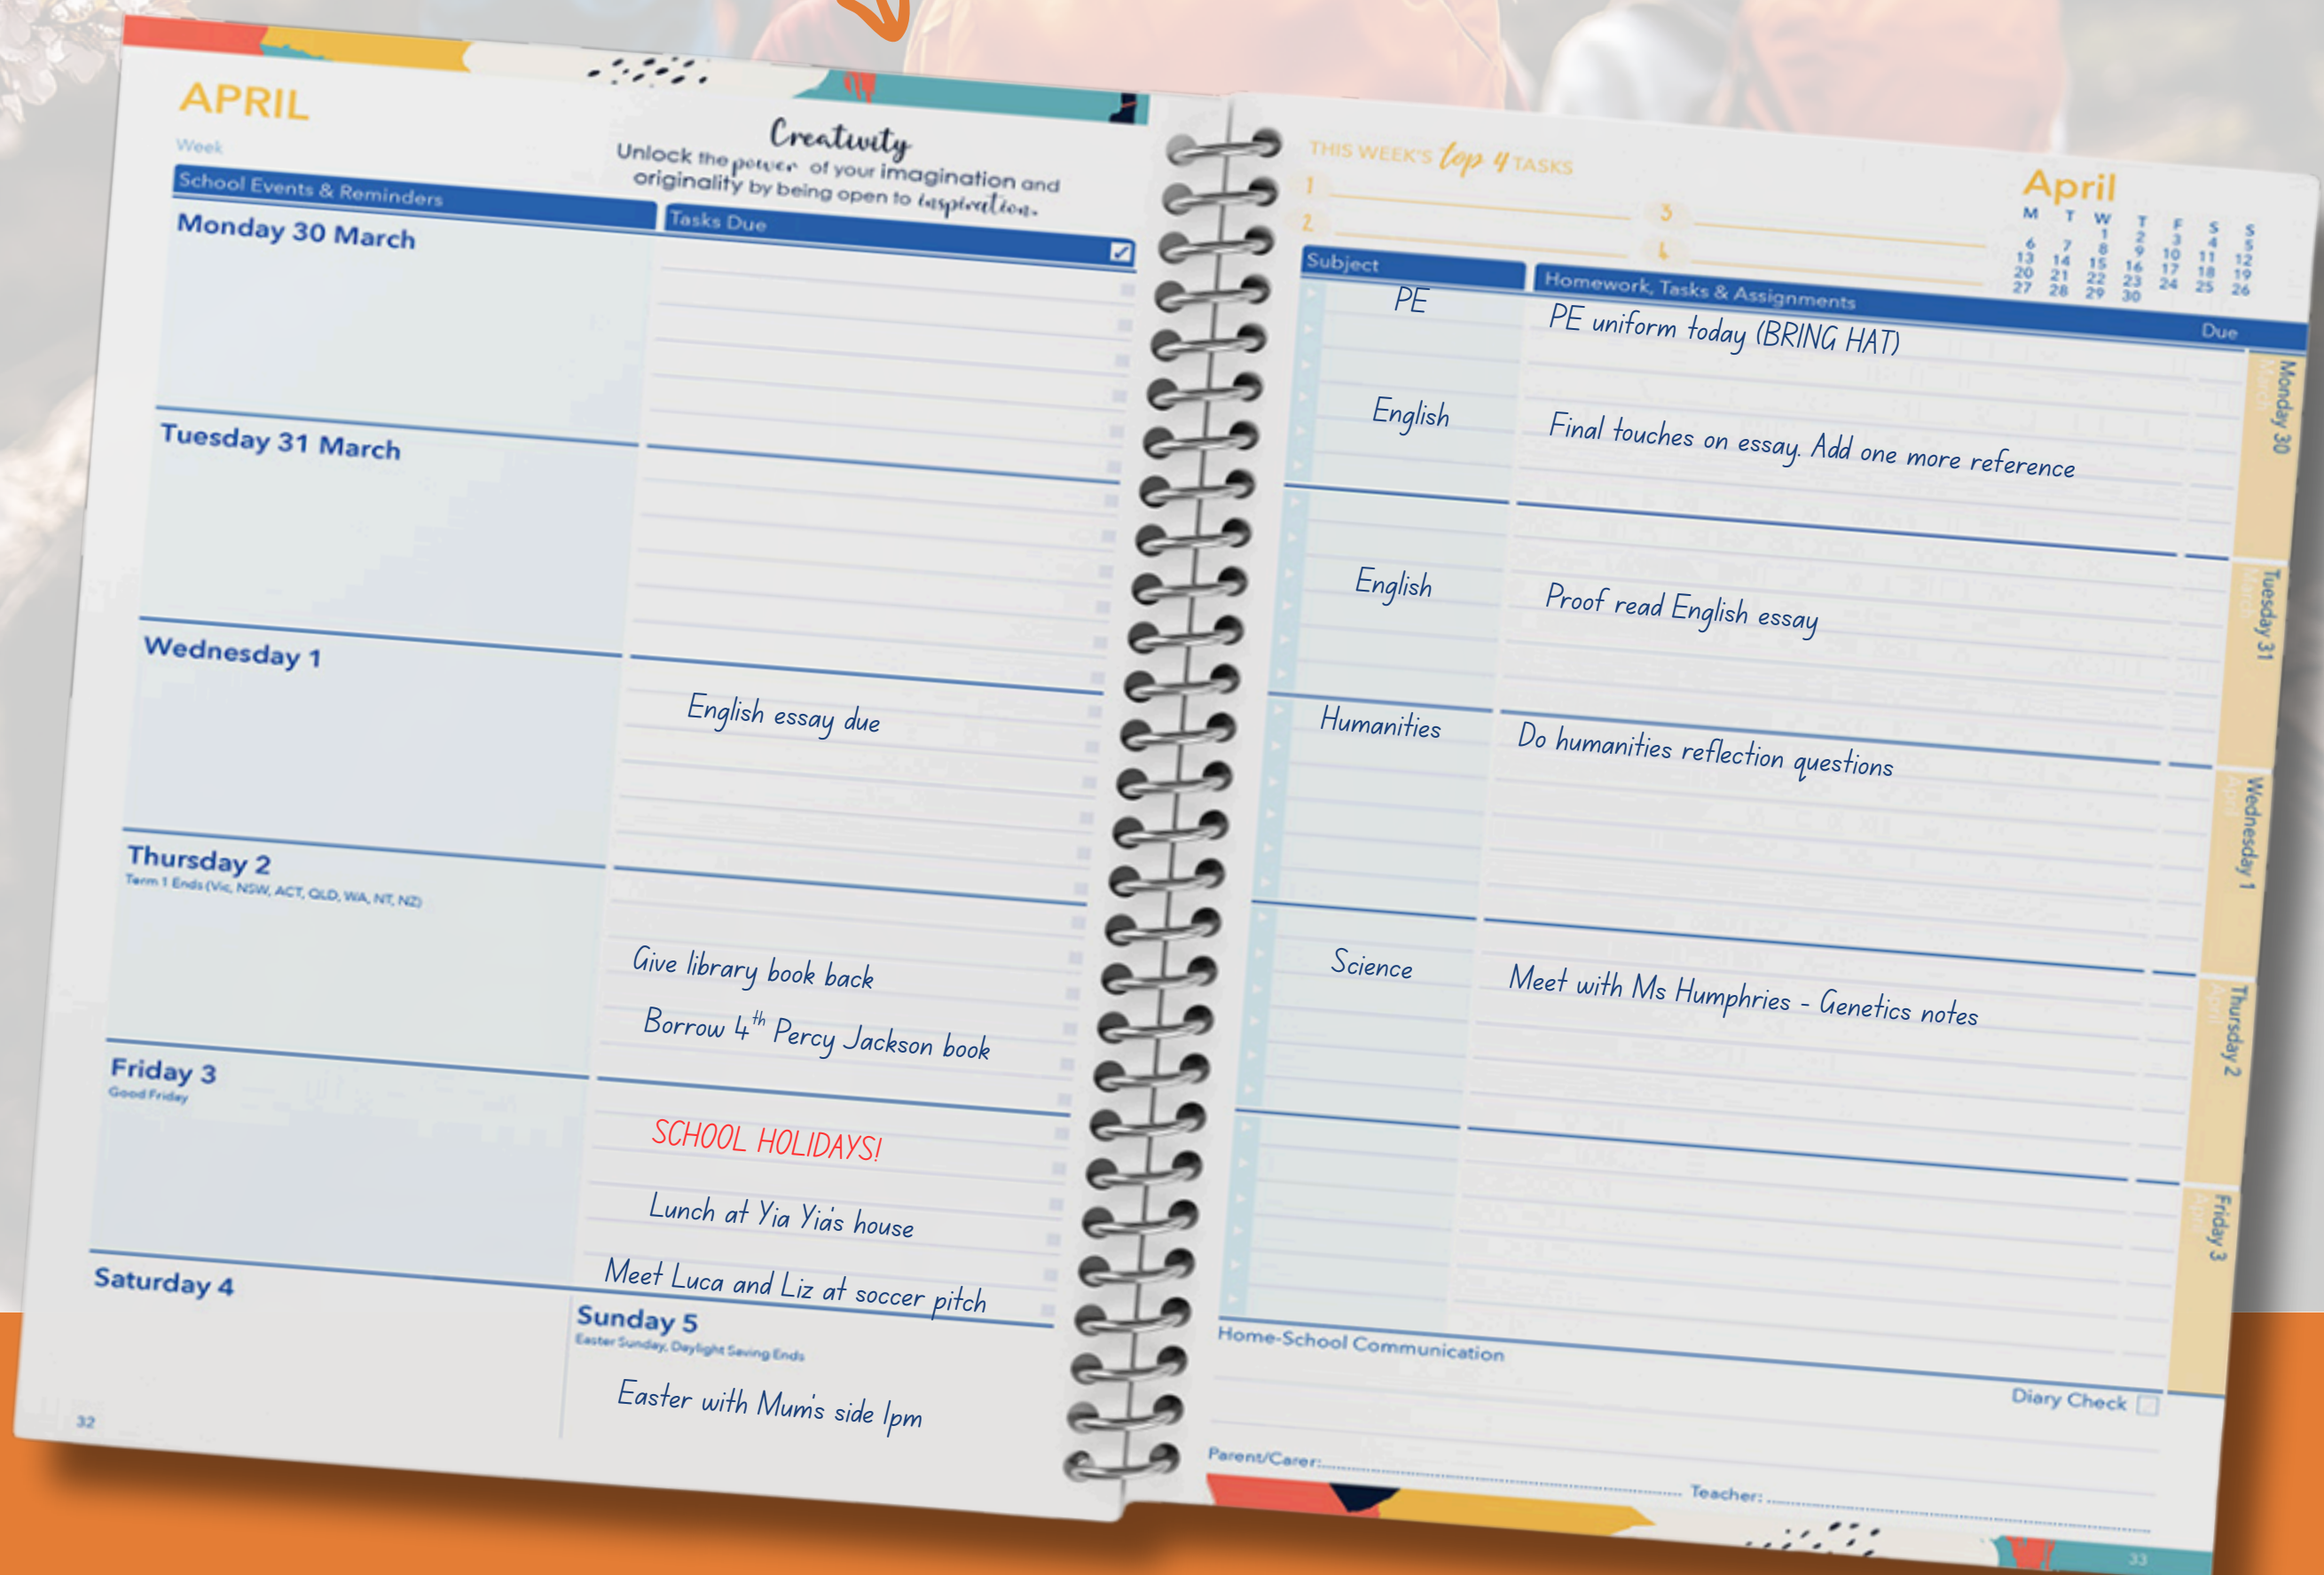 APRIL
Week
Creativity
Unlock the power of your imagination and
originality by being open to inspiration.
School Events & Reminders
Tasks Due
Monday 30 March
Tuesday 31 March
Wednesday 1
English essay due
Thursday 2
Term 1 Ends (Vic, NSW, ACT, QLD, WA, NT, NZ)
Give library book back
Borrow 4th Percy Jackson book
Friday 3
Good Friday
SCHOOL HOLIDAYS!
Lunch at Yia Yia's house
Meet Luca and Liz at soccer pitch
Saturday 4
Sunday 5
Easter Sunday, Daylight Saving Ends
Easter with Mum's side 1pm
32
THIS WEEK'S top 4 TASKS
1
2
3
4
April
M T W T F S S
1 2 3 4 5
6 7 8 9 10 11 12
13 14 15 16 17 18 19
20 21 22 23 24 25 26
27 28 29 30
Subject
Homework, Tasks & Assignments
Due
PE
PE uniform today (BRING HAT)
English
Final touches on essay. Add one more reference
Monday 30
March
English
Proof read English essay
Tuesday 31
March
Humanities
Do humanities reflection questions
Wednesday 1
April
Science
Meet with Ms Humphries - Genetics notes
Thursday 2
April
Friday 3
April
Home-School Communication
Diary Check
Parent/Carer:
Teacher:
33